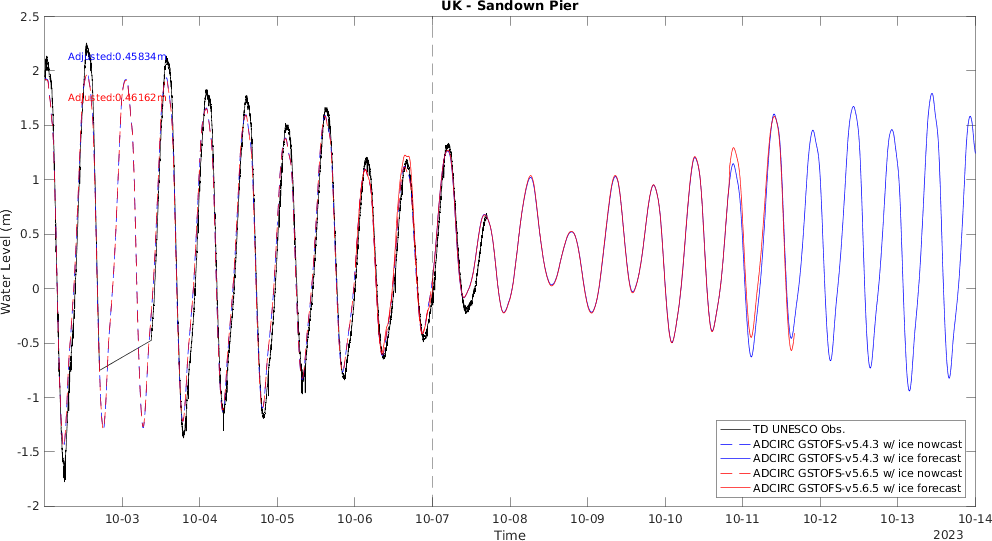 UK - Sandown Pier
2.5
2
1.5
1
0.5
0
-0.5
-1
-1.5
-2
Water Level (m)
Adjusted:0.45834m
Adjusted:0.46162m
TD UNESCO Obs.
ADCIRC GSTOFS-v5.4.3 w/ ice nowcast
ADCIRC GSTOFS-v5.4.3 w/ ice forecast
ADCIRC GSTOFS-v5.6.5 w/ ice nowcast
ADCIRC GSTOFS-v5.6.5 w/ ice forecast
10-03 10-04 10-05 10-06 10-07 10-08 10-09 10-10 10-11 10-12 10-13 10-14
Time
2023